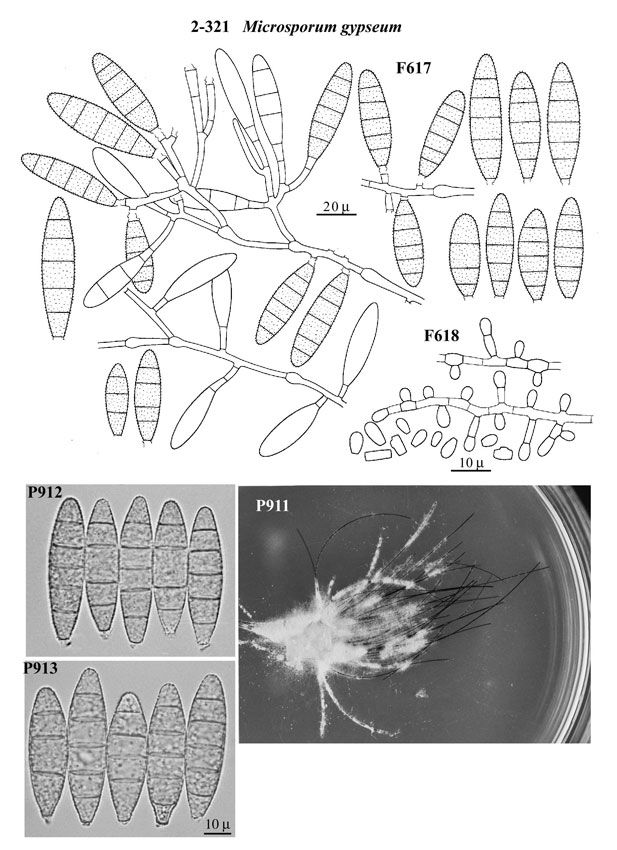 2-321 Microsporum gypseum
F617
20 µ
F618
10 µ
P912
P911
P913
10 µ